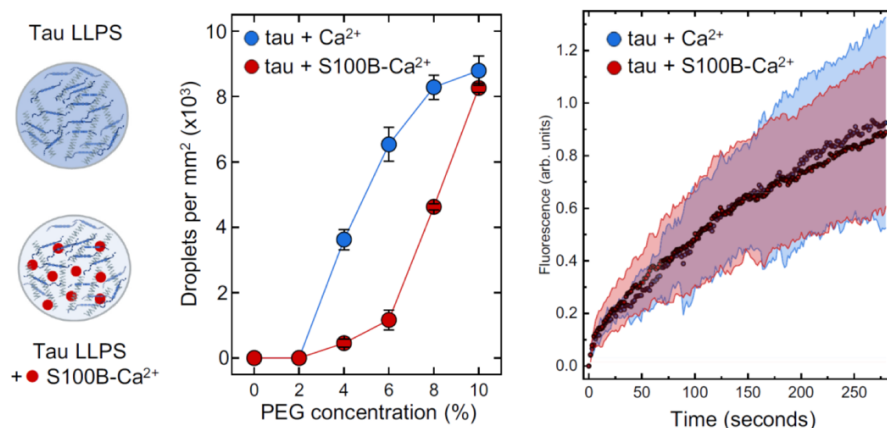 Tau LLPS
Tau LLPS
+ S100B-Ca²⁺
tau + Ca²⁺
tau + S100B-Ca²⁺
Droplets per mm² (x10³)
8
6
4
2
0
0 2 4 6 8 10
PEG concentration (%)
tau + Ca²⁺
tau + S100B-Ca²⁺
Fluorescence (arb. units)
1.2
1.0
0.8
0.6
0.4
0.2
0.0
0 50 100 150 200 250
Time (seconds)